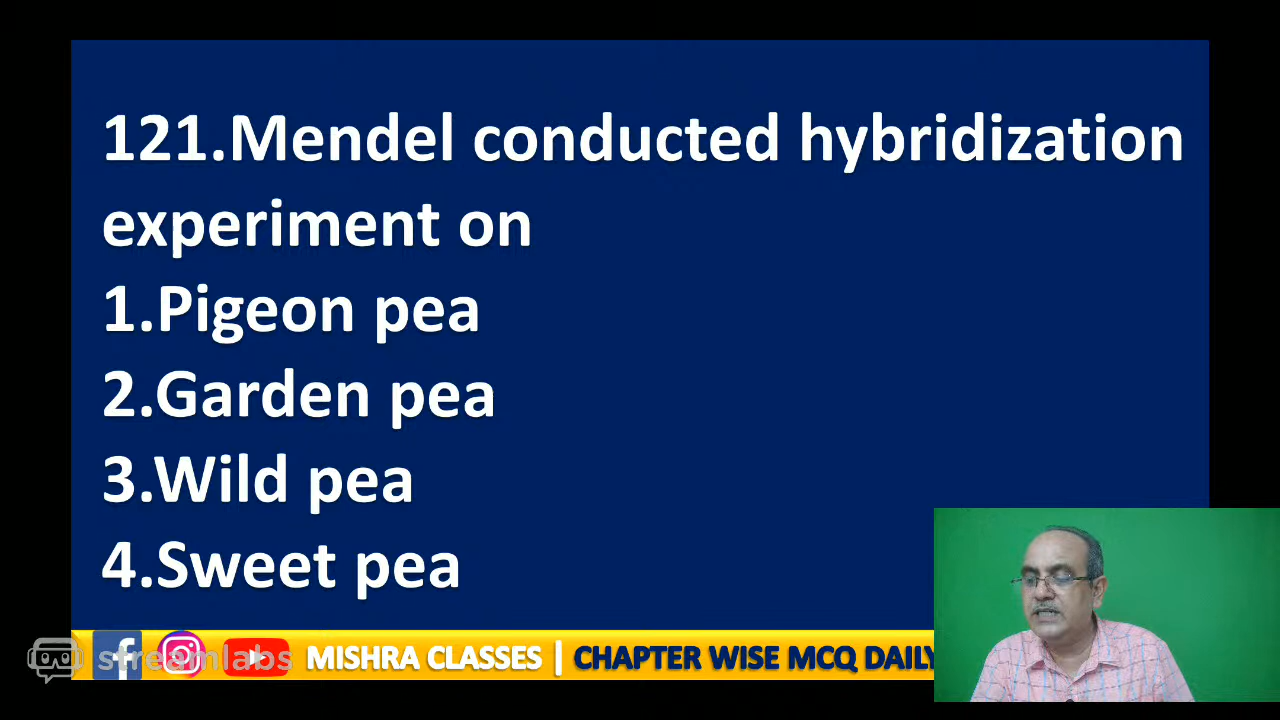 121.Mendel conducted hybridization
experiment on
1.Pigeon pea
2.Garden pea
3.Wild pea
4.Sweet pea
streamlabs
MISHRA CLASSES | CHAPTER WISE MCQ DAILY